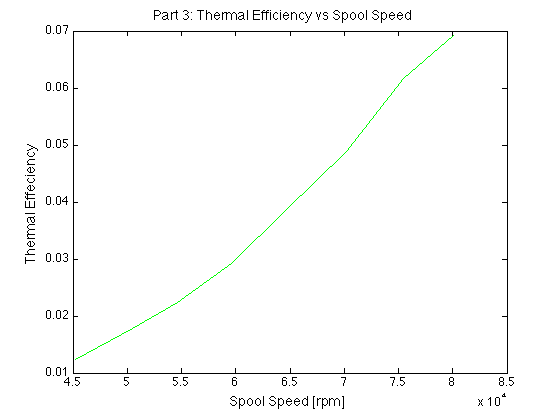 Part 3: Thermal Efficiency vs Spool Speed
0.07
0.06
0.05
0.04
0.03
0.02
0.01
Thermal Effeciency
4.5 5 5.5 6 6.5 7 7.5 8 8.5
x 10^4
Spool Speed [rpm]